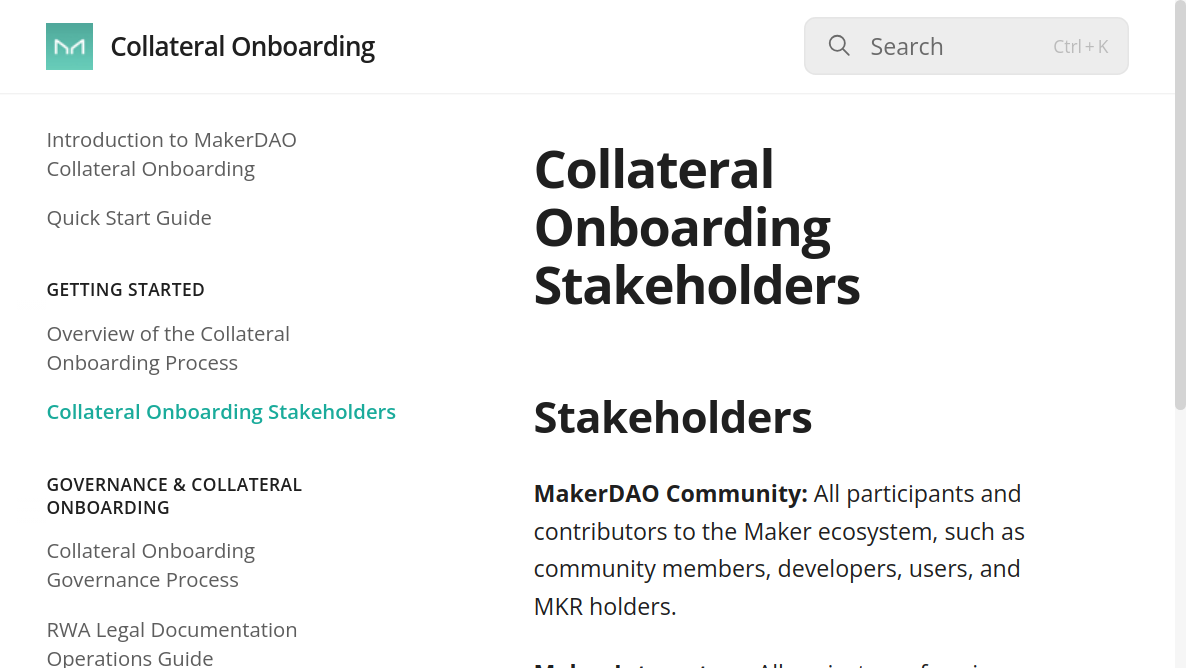 Collateral Onboarding
Search
Ctrl + K
Introduction to MakerDAO
Collateral Onboarding
Quick Start Guide
GETTING STARTED
Overview of the Collateral
Onboarding Process
Collateral Onboarding Stakeholders
GOVERNANCE & COLLATERAL
ONBOARDING
Collateral Onboarding
Governance Process
RWA Legal Documentation
Operations Guide
Collateral
Onboarding
Stakeholders
Stakeholders
MakerDAO Community: All participants and
contributors to the Maker ecosystem, such as
community members, developers, users, and
MKR holders.